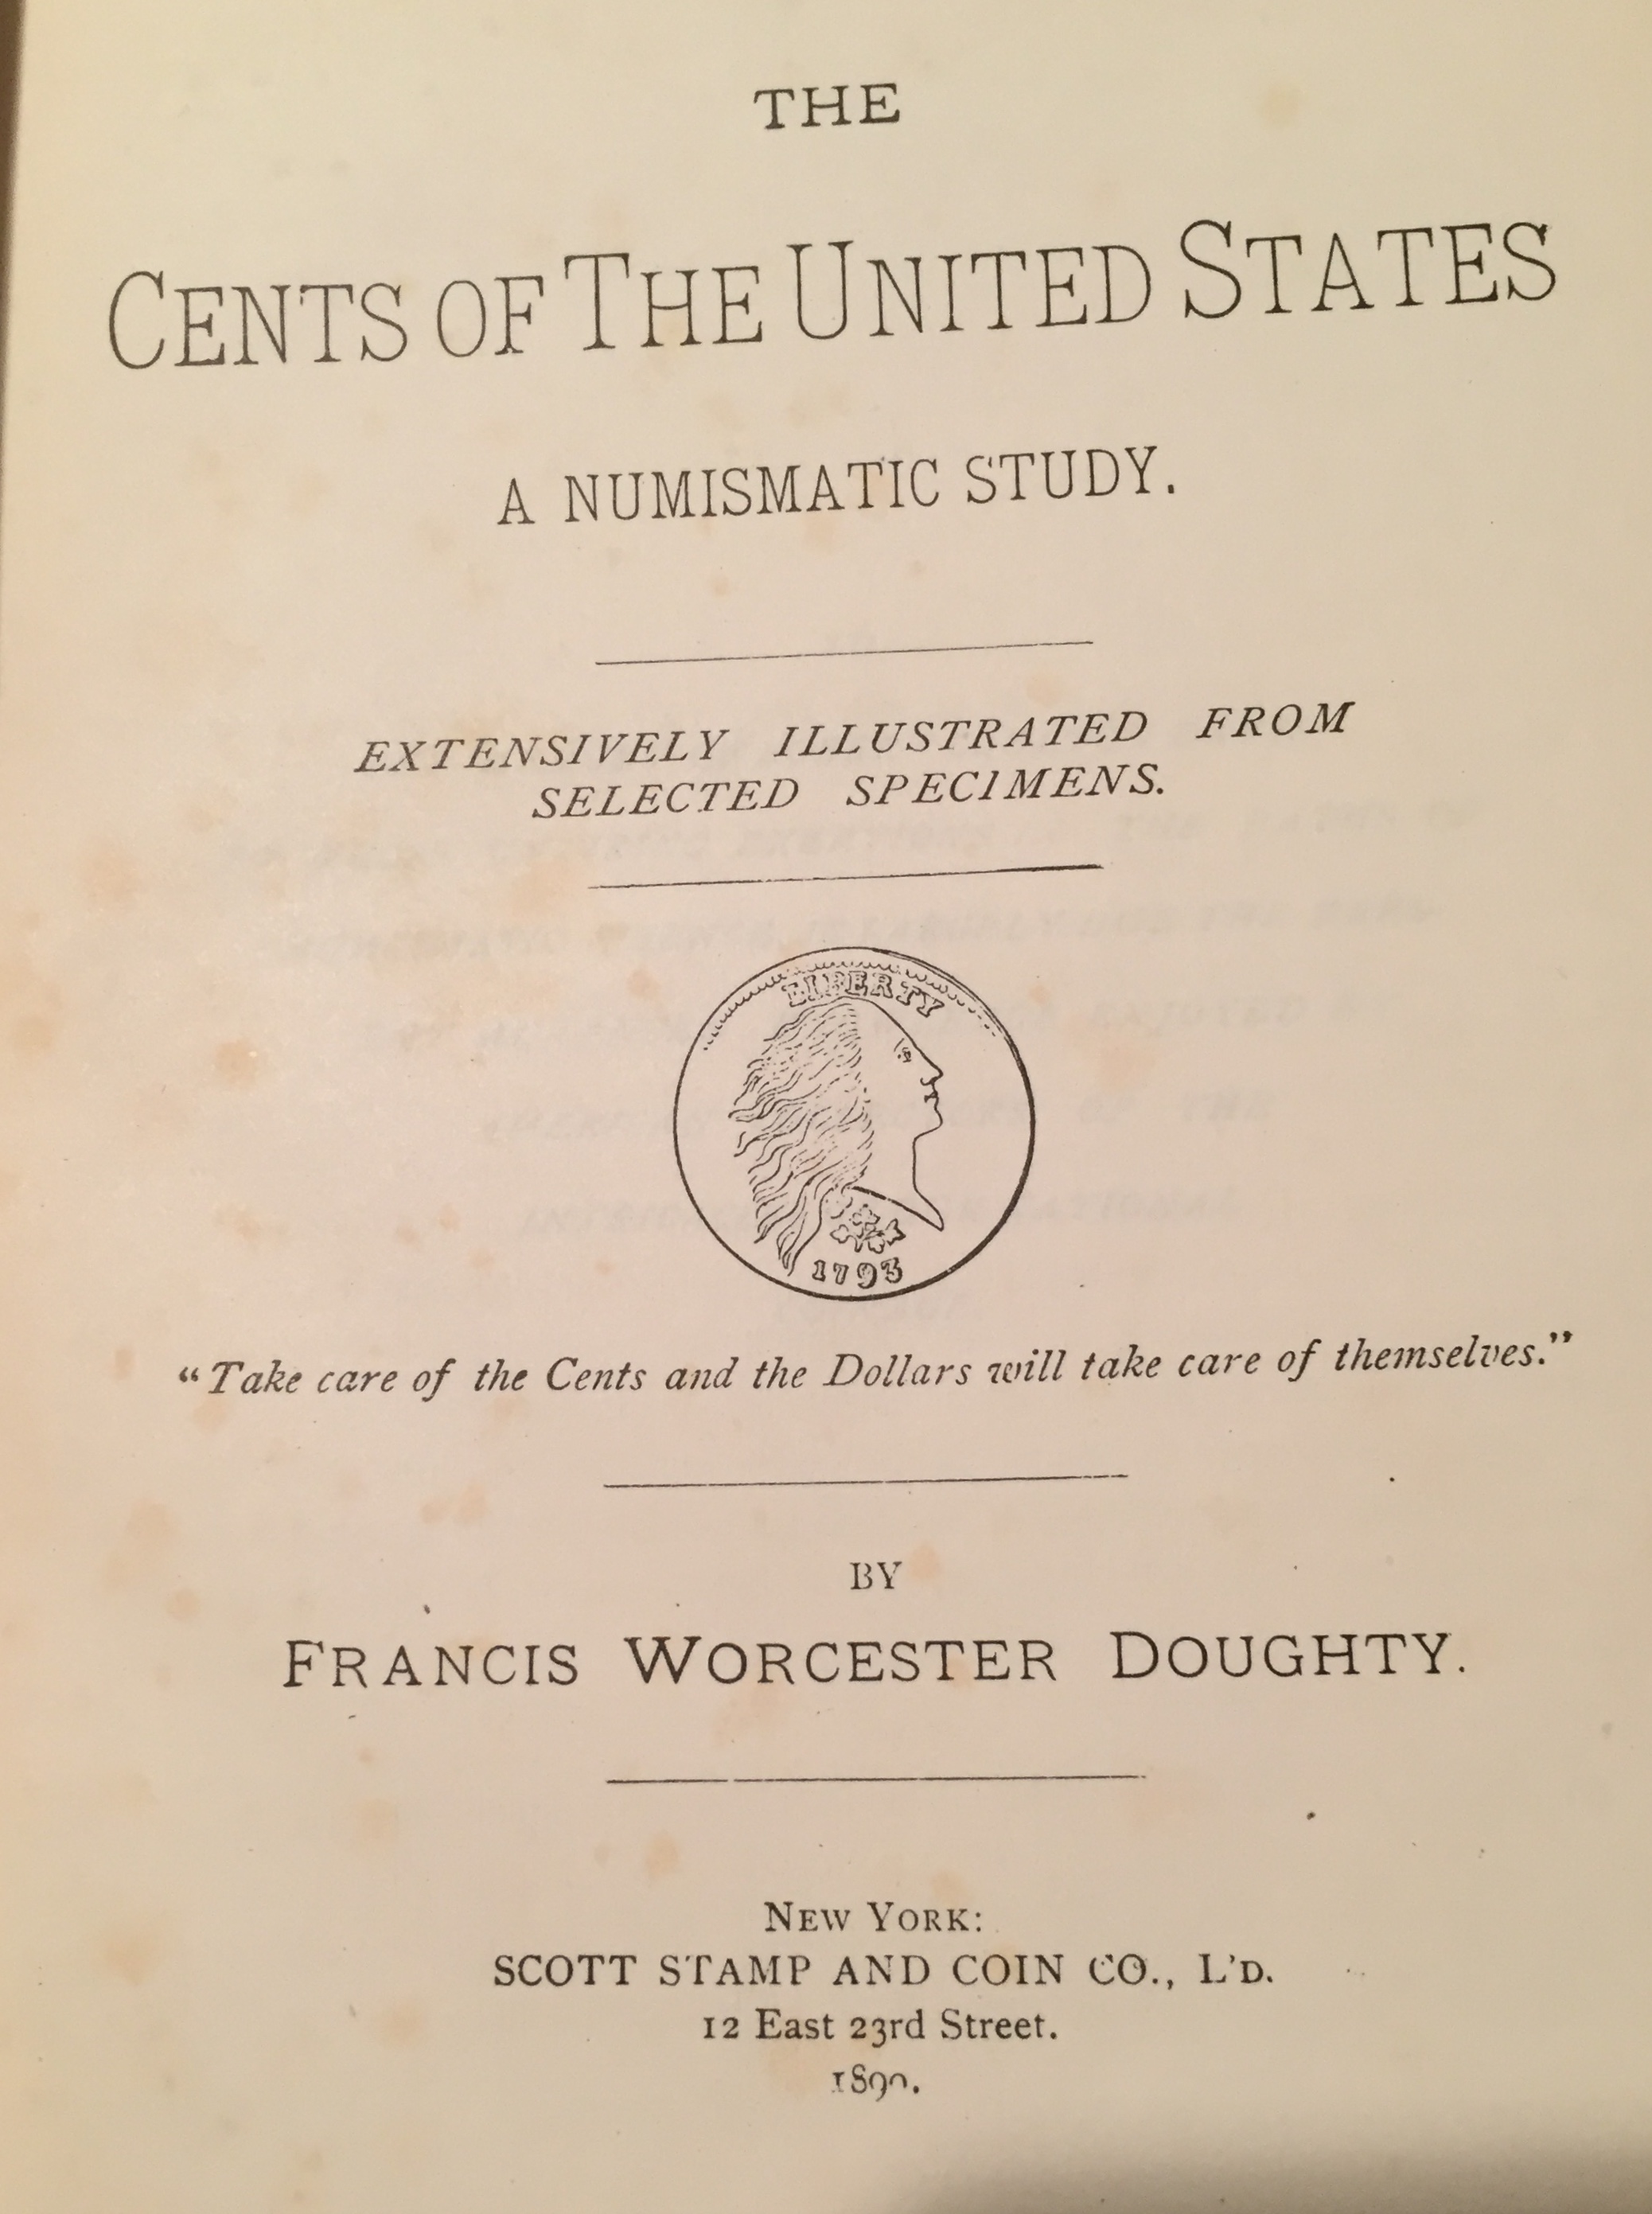 THE
CENTS OF THE UNITED STATES
A NUMISMATIC STUDY.
EXTENSIVELY ILLUSTRATED FROM
SELECTED SPECIMENS.
LIBERTY
1793
“Take care of the Cents and the Dollars will take care of themselves.”
BY
FRANCIS WORCESTER DOUGHTY.
NEW YORK:
SCOTT STAMP AND COIN CO., L'D.
12 East 23rd Street.
1890.